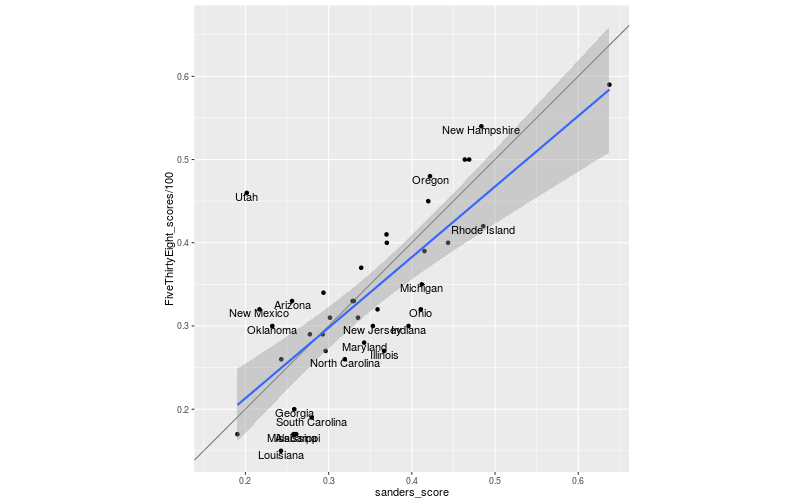 0.6
New Hampshire
0.5
Oregon
Utah
FiveThirtyEight_scores/100
Rhode Island
0.4
Michigan
Arizona
New Mexico
Ohio
0.3
Oklahoma
New Jersey
Indiana
Maryland
Illinois
North Carolina
0.2
Georgia
South Carolina
Mississippi
Louisiana
0.2
0.3
0.4
0.5
0.6
sanders_score